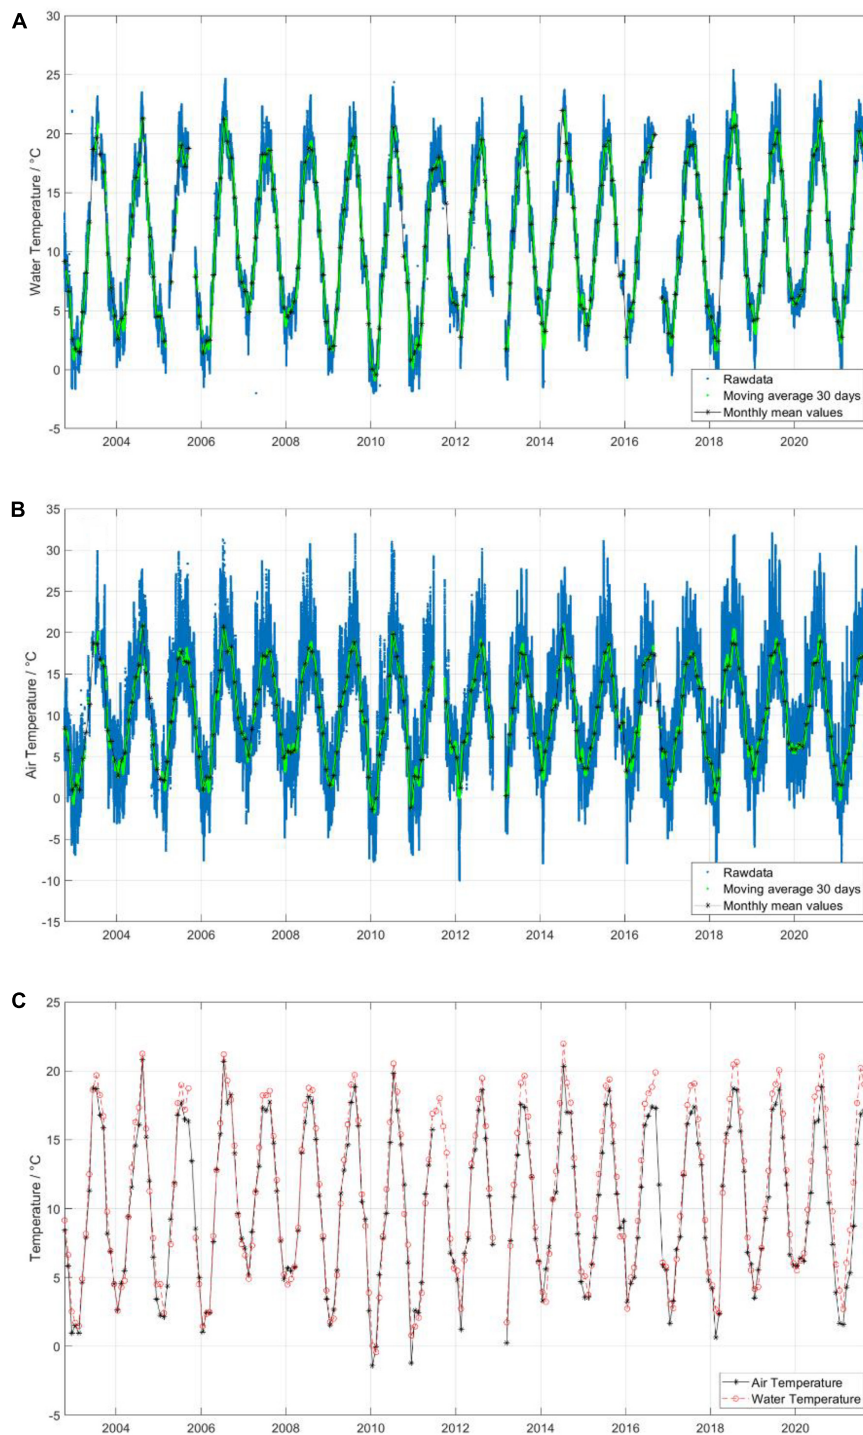 A
30
25
20
15
10
5
0
-5
Water Temperature / °C
Rawdata
Moving average 30 days
Monthly mean values
2004 2006 2008 2010 2012 2014 2016 2018 2020
B
35
30
25
20
15
10
5
0
-5
-10
-15
Air Temperature / °C
Rawdata
Moving average 30 days
Monthly mean values
2004 2006 2008 2010 2012 2014 2016 2018 2020
C
25
20
15
10
5
0
-5
Temperature / °C
Air Temperature
Water Temperature
2004 2006 2008 2010 2012 2014 2016 2018 2020